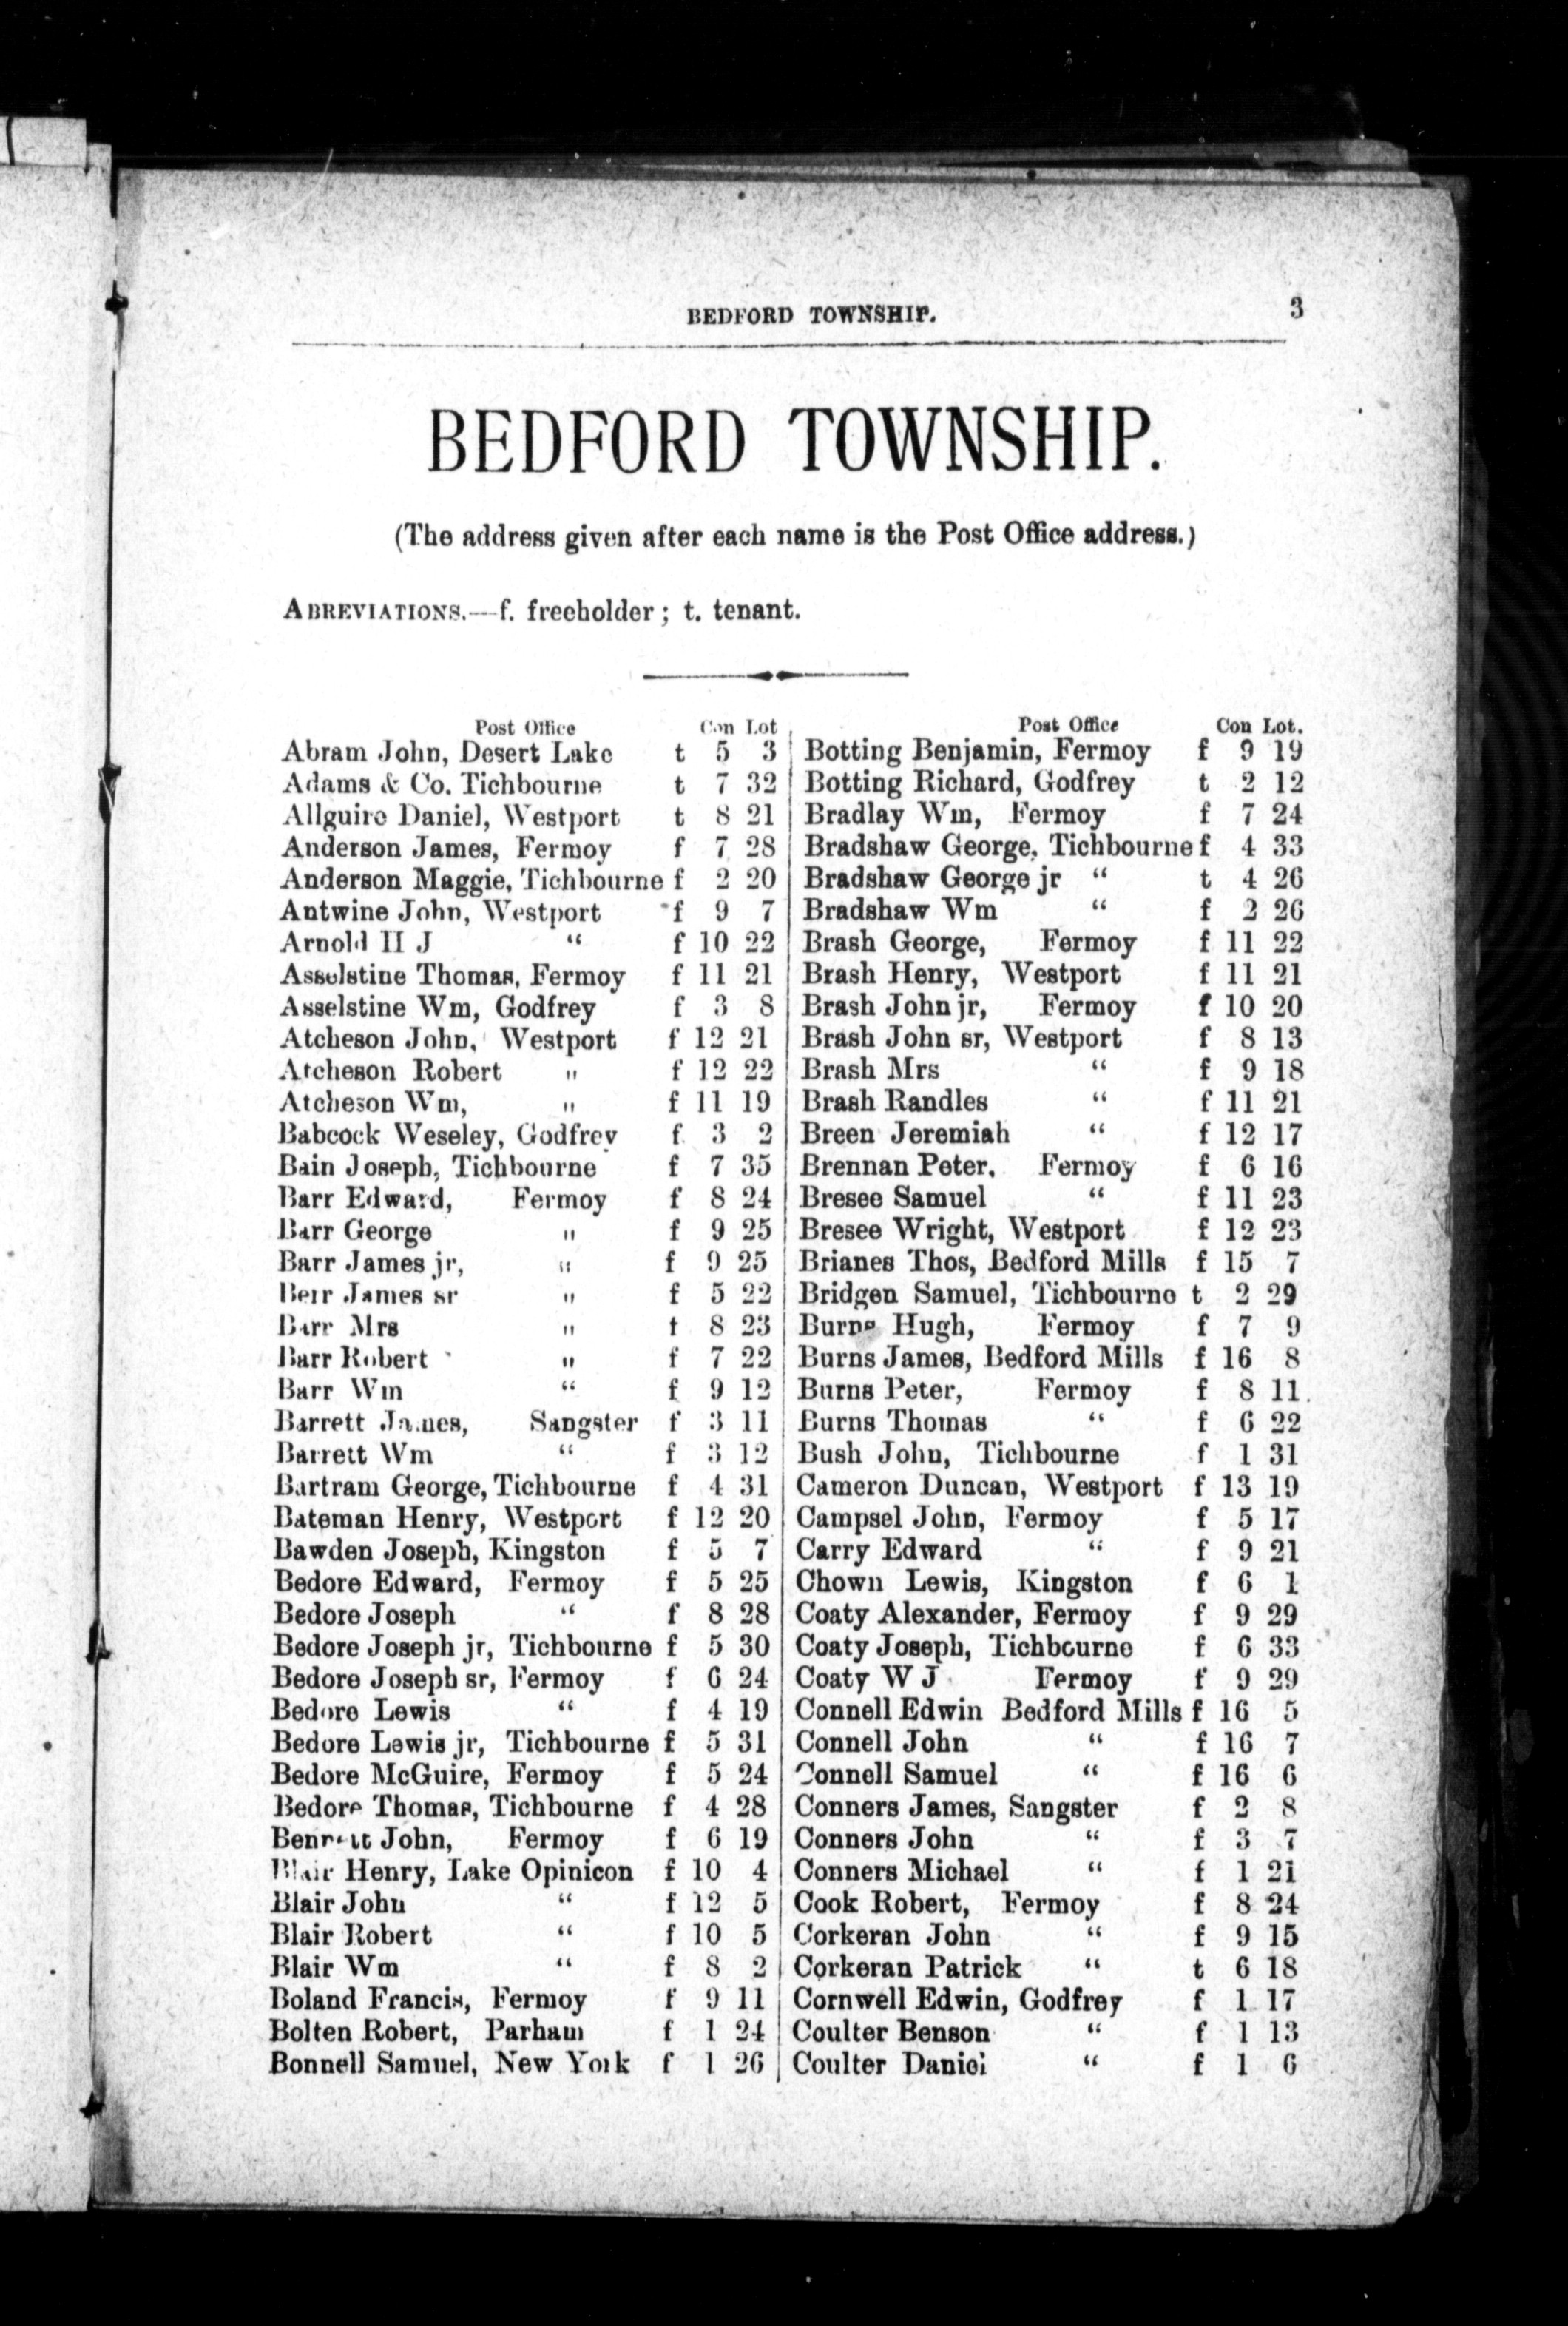 BEDFORD TOWNSHIP. 3
BEDFORD TOWNSHIP.
(The address given after each name is the Post Office address.)
ABREVIATIONS.—f. freeholder; t. tenant.
Post Office Con Lot
Abram John, Desert Lake t 5 3
Adams & Co. Tichbourne t 7 32
Allguire Daniel, Westport t 8 21
Anderson James, Fermoy f 7 28
Anderson Maggie, Tichbourne f 2 20
Antwine John, Westport f 9 7
Arnold H J “ f 10 22
Asselstine Thomas, Fermoy f 11 21
Asselstine Wm, Godfrey f 3 8
Atcheson John, Westport f 12 21
Atcheson Robert " f 12 22
Atcheson Wm, " f 11 19
Babcock Weseley, Godfrey f 3 2
Bain Joseph, Tichbourne f 7 35
Barr Edward, Fermoy f 8 24
Barr George " f 9 25
Barr James jr, " f 9 25
Berr James sr " f 5 22
Barr Mrs " t 8 23
Barr Robert " f 7 22
Barr Wm “ f 9 12
Barrett James, Sangster f 3 11
Barrett Wm “ f 3 12
Bartram George, Tichbourne f 4 31
Bateman Henry, Westport f 12 20
Bawden Joseph, Kingston f 5 7
Bedore Edward, Fermoy f 5 25
Bedore Joseph “ f 8 28
Bedore Joseph jr, Tichbourne f 5 30
Bedore Joseph sr, Fermoy f 6 24
Bedore Lewis “ f 4 19
Bedore Lewis jr, Tichbourne f 5 31
Bedore McGuire, Fermoy f 5 24
Bedore Thomas, Tichbourne f 4 28
Bennett John, Fermoy f 6 19
Blair Henry, Lake Opinicon f 10 4
Blair John “ f 12 5
Blair Robert “ f 10 5
Blair Wm “ f 8 2
Boland Francis, Fermoy f 9 11
Bolten Robert, Parham f 1 24
Bonnell Samuel, New York f 1 26
Post Office Con Lot.
Botting Benjamin, Fermoy f 9 19
Botting Richard, Godfrey t 2 12
Bradlay Wm, Fermoy f 7 24
Bradshaw George, Tichbourne f 4 33
Bradshaw George jr “ t 4 26
Bradshaw Wm “ f 2 26
Brash George, Fermoy f 11 22
Brash Henry, Westport f 11 21
Brash John jr, Fermoy f 10 20
Brash John sr, Westport f 8 13
Brash Mrs “ f 9 18
Brash Randles “ f 11 21
Breen Jeremiah “ f 12 17
Brennan Peter, Fermoy f 6 16
Bresee Samuel “ f 11 23
Bresee Wright, Westport f 12 23
Brianes Thos, Bedford Mills f 15 7
Bridgen Samuel, Tichbourne t 2 29
Burns Hugh, Fermoy f 7 9
Burns James, Bedford Mills f 16 8
Burns Peter, Fermoy f 8 11
Burns Thomas “ f 6 22
Bush John, Tichbourne f 1 31
Cameron Duncan, Westport f 13 19
Campsel John, Fermoy f 5 17
Carry Edward “ f 9 21
Chown Lewis, Kingston f 6 1
Coaty Alexander, Fermoy f 9 29
Coaty Joseph, Tichbourne f 6 33
Coaty W J Fermoy f 9 29
Connell Edwin Bedford Mills f 16 5
Connell John “ f 16 7
Connell Samuel “ f 16 6
Conners James, Sangster f 2 8
Conners John “ f 3 7
Conners Michael “ f 1 21
Cook Robert, Fermoy f 8 24
Corkeran John “ f 9 15
Corkeran Patrick “ t 6 18
Cornwell Edwin, Godfrey f 1 17
Coulter Benson “ f 1 13
Coulter Daniel “ f 1 6